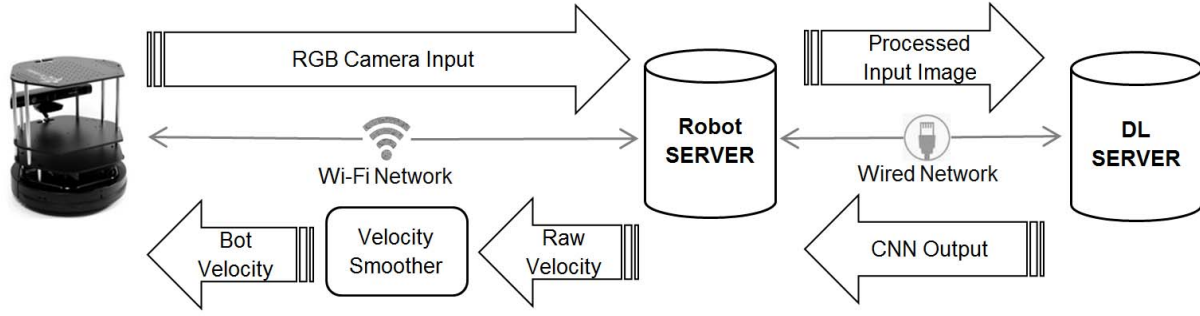 RGB Camera Input
Processed
Input Image
Robot
SERVER
DL
SERVER
Wi-Fi Network
Wired Network
Bot
Velocity
Velocity
Smoother
Raw
Velocity
CNN Output